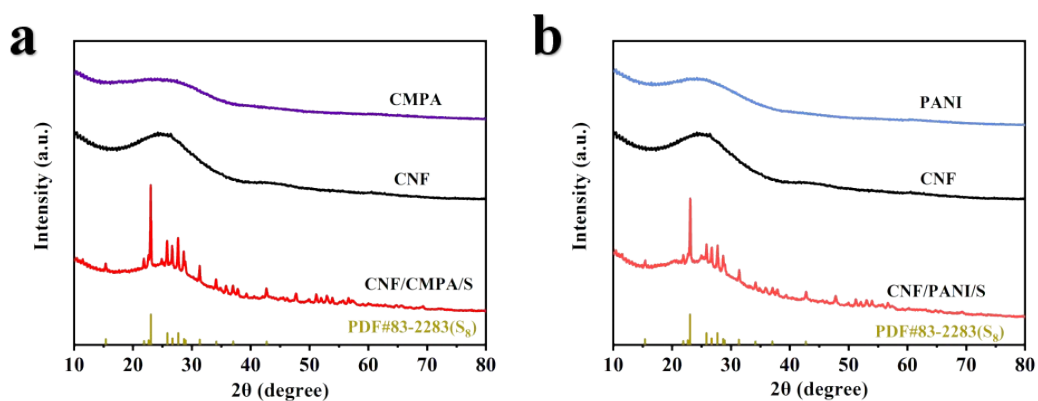 a
Intensity (a.u.)
CMPA
CNF
CNF/CMPA/S
PDF#83-2283(S₈)
10 20 30 40 50 60 70 80
2θ (degree)
b
Intensity (a.u.)
PANI
CNF
CNF/PANI/S
PDF#83-2283(S₈)
10 20 30 40 50 60 70 80
2θ (degree)